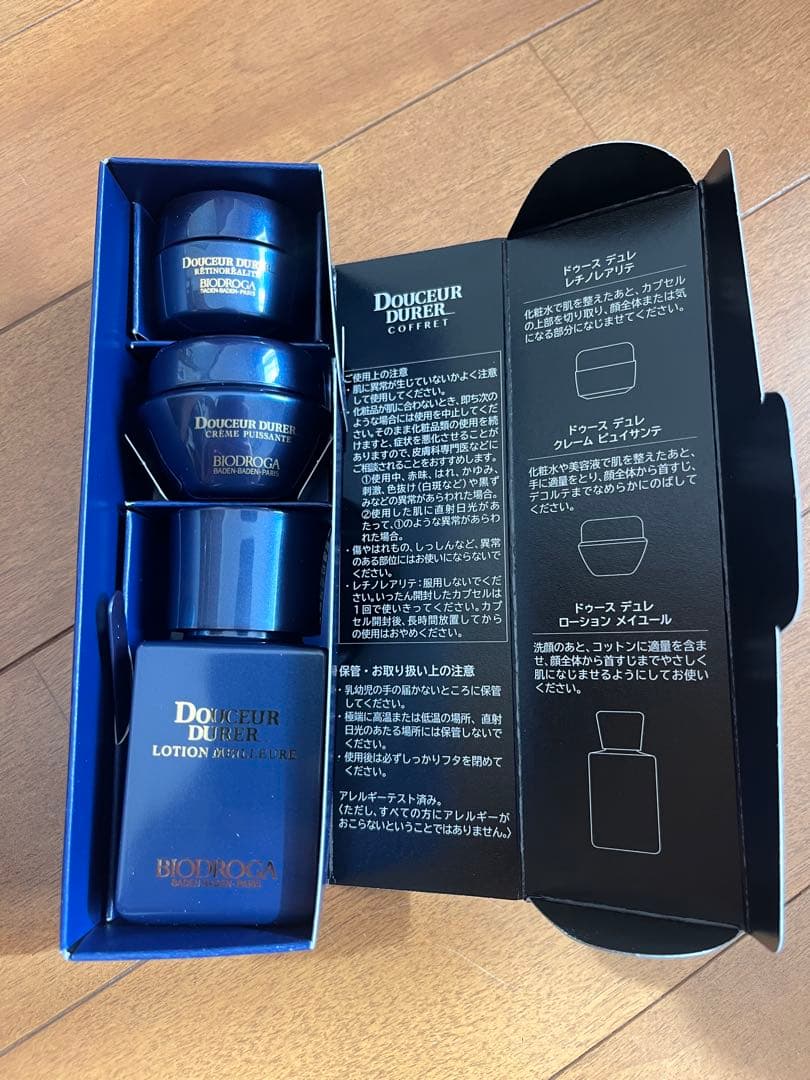 DOUCEUR DURER
RÉTINORÉALITÉ
BIODROGA
BADEN-BADEN・PARIS
DOUCEUR DURER
CRÈME PUISSANTE
BIODROGA
BADEN-BADEN・PARIS
DOUCEUR
DURER
LOTION MEILLEURE
BIODROGA
BADEN-BADEN・PARIS
DOUCEUR
DURER
COFFRET
ご使用上の注意
・肌に異常が生じていないかよく注意
して使用してください。
・化粧品が肌に合わないとき、即ち次の
ような場合には使用を中止してくだ
さい。そのまま化粧品類の使用を続
けますと、症状を悪化させることが
ありますので、皮膚科専門医などに
ご相談されることをおすすめします。
①使用中、赤味、はれ、かゆみ、
刺激、色抜け(白斑など)や黒ず
みなどの異常があらわれた場合。
②使用した肌に直射日光があ
たって、①のような異常があらわ
れた場合。
・傷やはれもの、しっしんなど、異常
のある部位にはお使いにならないで
ください。
・レチノレアリテ:服用しないでくだ
さい。いったん開封したカプセルは
1回で使いきってください。カプ
セル開封後、長時間放置してから
の使用はおやめください。
保管・お取り扱い上の注意
・乳幼児の手の届かないところに保管
してください。
・極端に高温または低温の場所、直射
日光のあたる場所には保管しないで
ください。
・使用後は必ずしっかりフタを閉めて
ください。
アレルギーテスト済み。
〈ただし、すべての方にアレルギーが
おこらないということではありません。〉
ドゥース デュレ
レチノレアリテ
化粧水で肌を整えたあと、カプセル
の上部を切り取り、顔全体または気
になる部分になじませてください。
ドゥース デュレ
クレーム ピュイサンテ
化粧水や美容液で肌を整えたあと、
手に適量をとり、顔全体から首すじ、
デコルテまでなめらかにのばして
ください。
ドゥース デュレ
ローション メイユール
洗顔のあと、コットンに適量を含ま
せ、顔全体から首すじまでやさしく
肌になじませるようにしてお使い
ください。